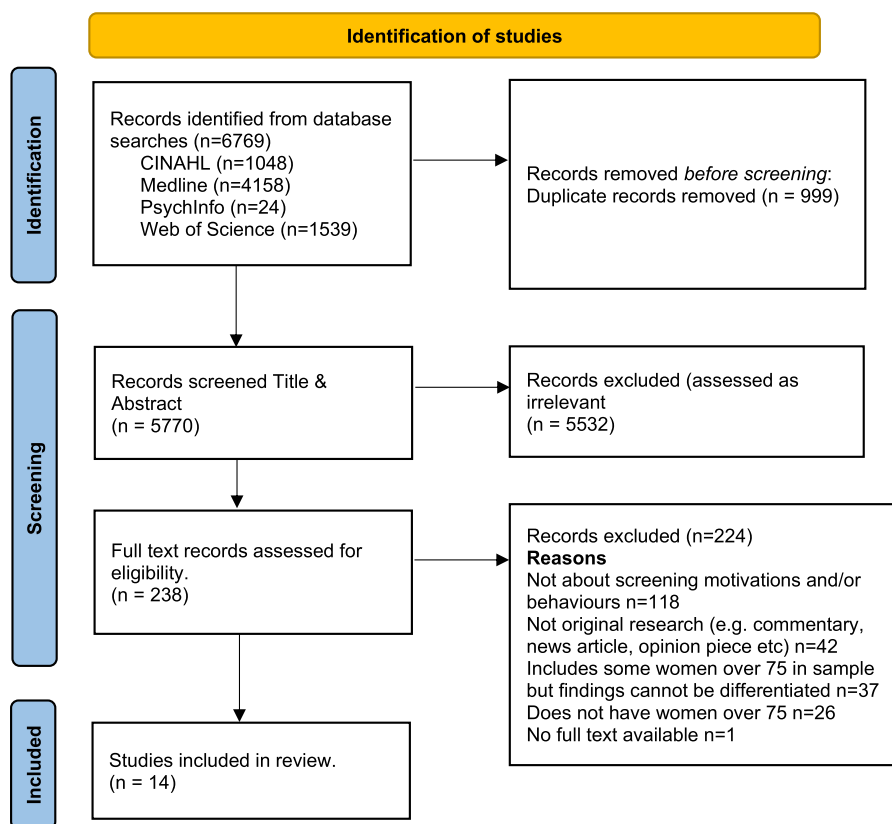 Identification of studies
Identification
Records identified from database
searches (n=6769)
CINAHL (n=1048)
Medline (n=4158)
PsychInfo (n=24)
Web of Science (n=1539)
Records removed before screening:
Duplicate records removed (n = 999)
Screening
Records screened Title &
Abstract
(n = 5770)
Records excluded (assessed as
irrelevant
(n = 5532)
Full text records assessed for
eligibility.
(n = 238)
Records excluded (n=224)
Reasons
Not about screening motivations and/or
behaviours n=118
Not original research (e.g. commentary,
news article, opinion piece etc) n=42
Includes some women over 75 in sample
but findings cannot be differentiated n=37
Does not have women over 75 n=26
No full text available n=1
Included
Studies included in review.
(n = 14)